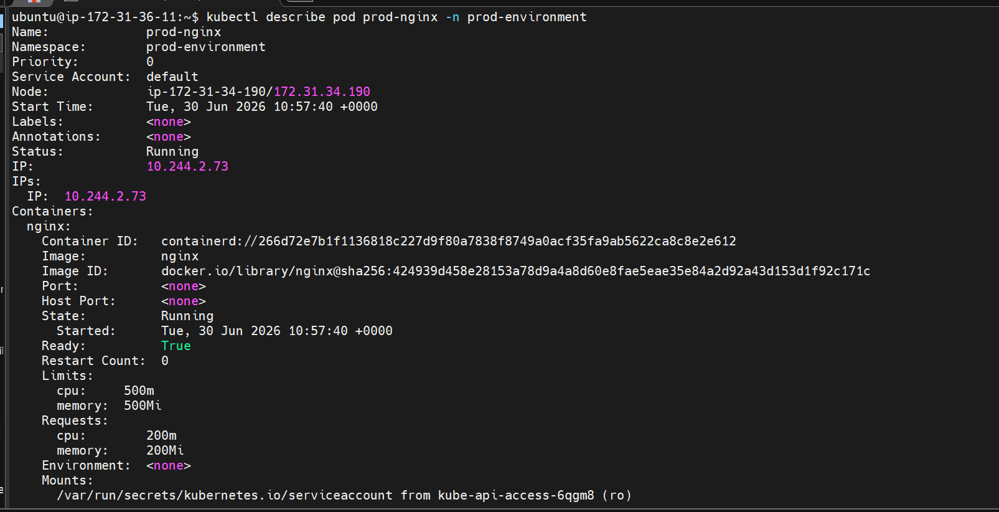 ubuntu@ip-172-31-36-11:~$ kubectl describe pod prod-nginx -n prod-environment
Name:             prod-nginx
Namespace:        prod-environment
Priority:         0
Service Account:  default
Node:             ip-172-31-34-190/172.31.34.190
Start Time:       Tue, 30 Jun 2026 10:57:40 +0000
Labels:           <none>
Annotations:      <none>
Status:           Running
IP:               10.244.2.73
IPs:
  IP:  10.244.2.73
Containers:
  nginx:
    Container ID:   containerd://266d72e7b1f1136818c227d9f80a7838f8749a0acf35fa9ab5622ca8c8e2e612
    Image:          nginx
    Image ID:       docker.io/library/nginx@sha256:424939d458e28153a78d9a4a8d60e8fae5eae35e84a2d92a43d153d1f92c171c
    Port:           <none>
    Host Port:      <none>
    State:          Running
      Started:      Tue, 30 Jun 2026 10:57:40 +0000
    Ready:          True
    Restart Count:  0
    Limits:
      cpu:     500m
      memory:  500Mi
    Requests:
      cpu:        200m
      memory:     200Mi
    Environment:  <none>
    Mounts:
      /var/run/secrets/kubernetes.io/serviceaccount from kube-api-access-6qgm8 (ro)